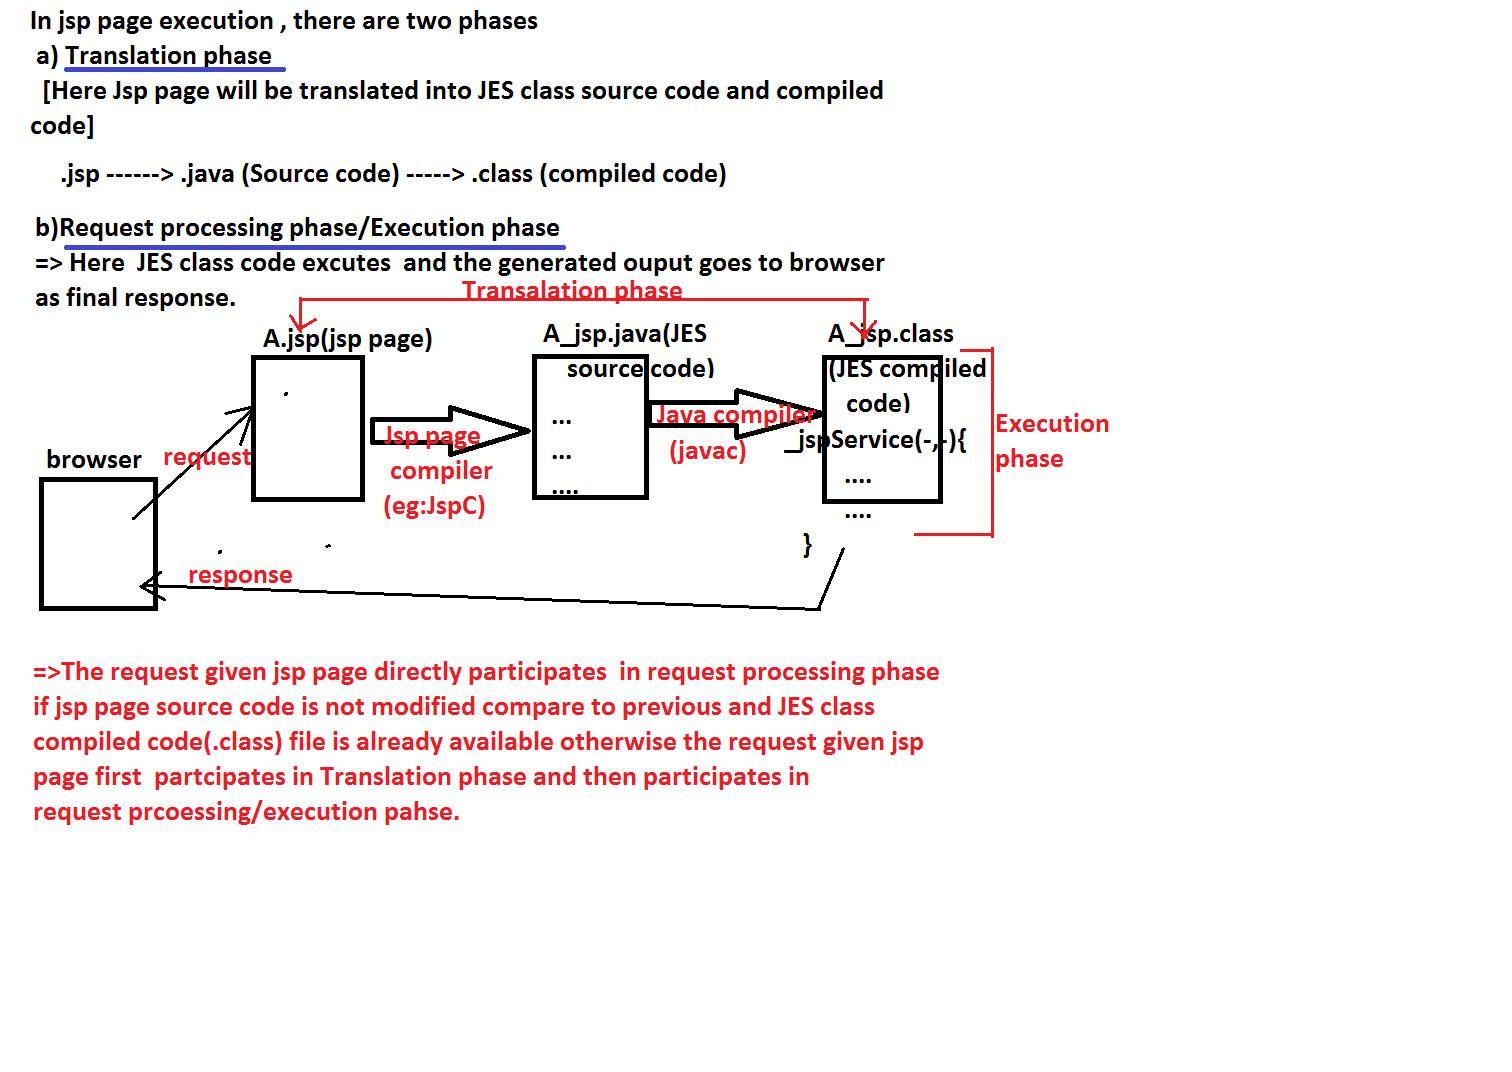 In jsp page execution , there are two phases
a) Translation phase
[Here Jsp page will be translated into JES class source code and compiled
code]
.jsp ------> .java (Source code) -----> .class (compiled code)
b)Request processing phase/Execution phase
=> Here  JES class code excutes  and the generated ouput goes to browser
as final response.
Transalation phase
A.jsp(jsp page)
A_jsp.java(JES
source code)
...
...
....
A_jsp.class
(JES compiled
code)
_jspService(-,-){
....
....
}
Jsp page
compiler
(eg:JspC)
Java compiler
(javac)
Execution
phase
browser
request
response
=>The request given jsp page directly participates  in request processing phase
if jsp page source code is not modified compare to previous and JES class
compiled code(.class) file is already available otherwise the request given jsp
page first  partcipates in Translation phase and then participates in
request prcoessing/execution pahse.